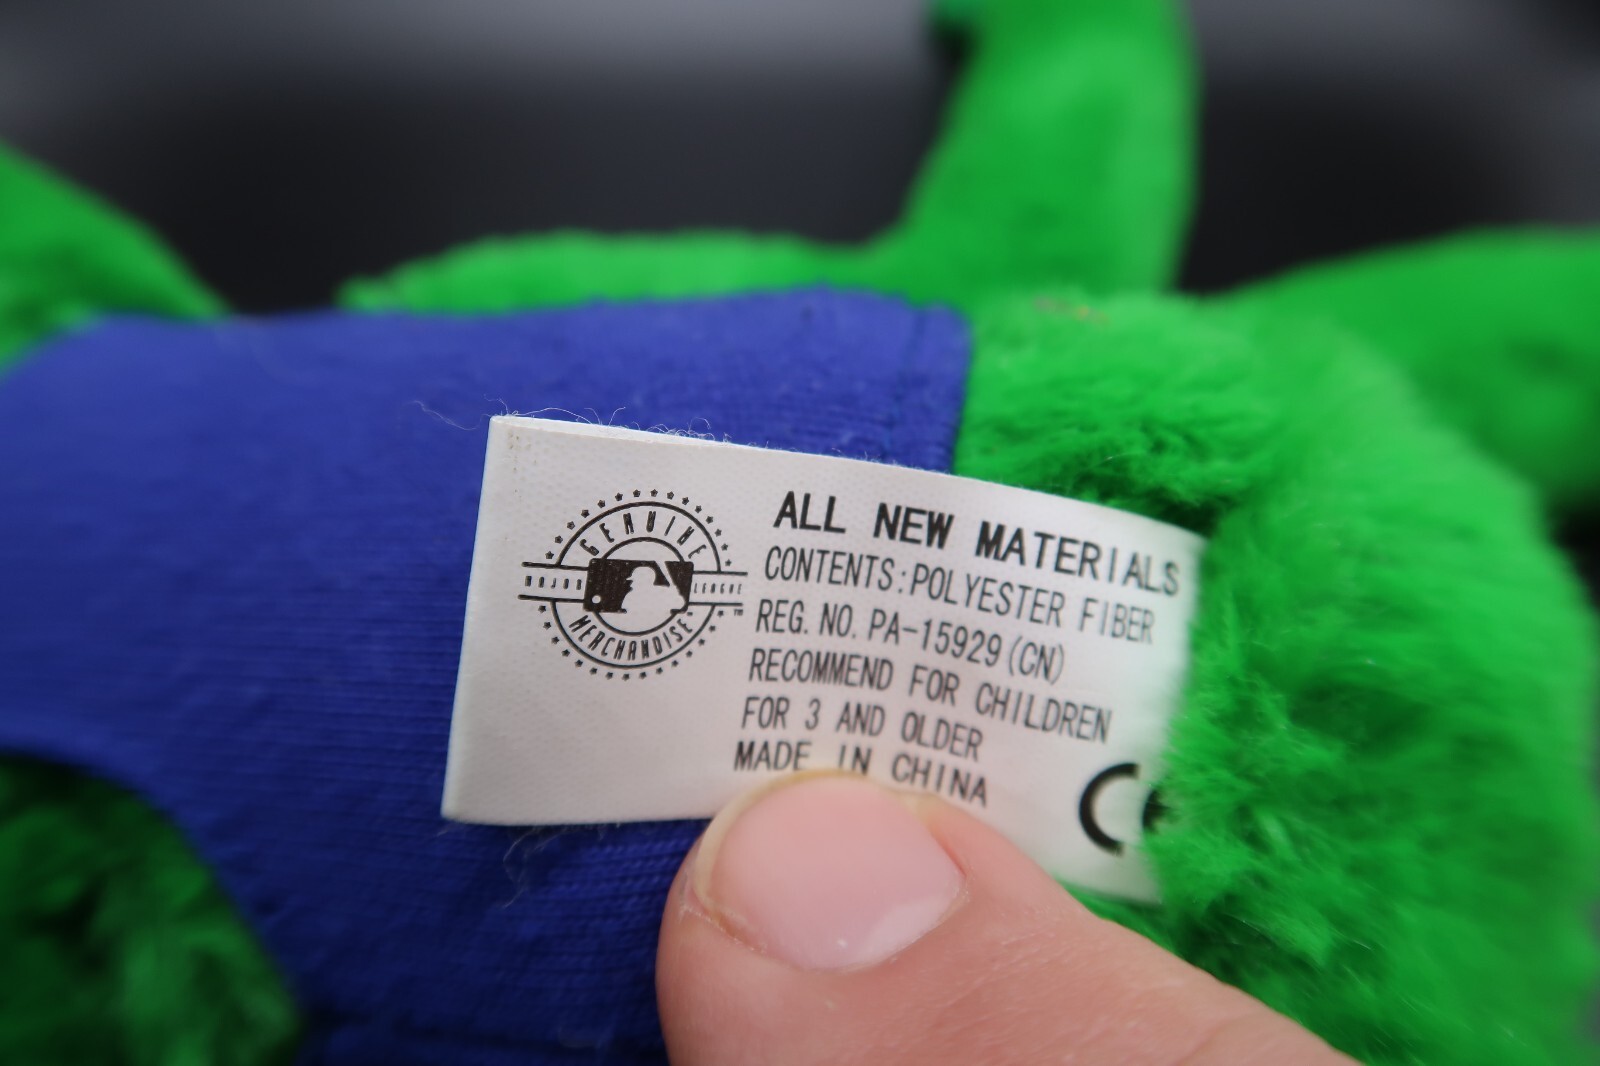 GENUINE
MAJOR LEAGUE
TM
MERCHANDISE
ALL NEW MATERIALS
CONTENTS:POLYESTER FIBER
REG. NO. PA-15929(CN)
RECOMMEND FOR CHILDREN
FOR 3 AND OLDER
MADE IN CHINA
CE